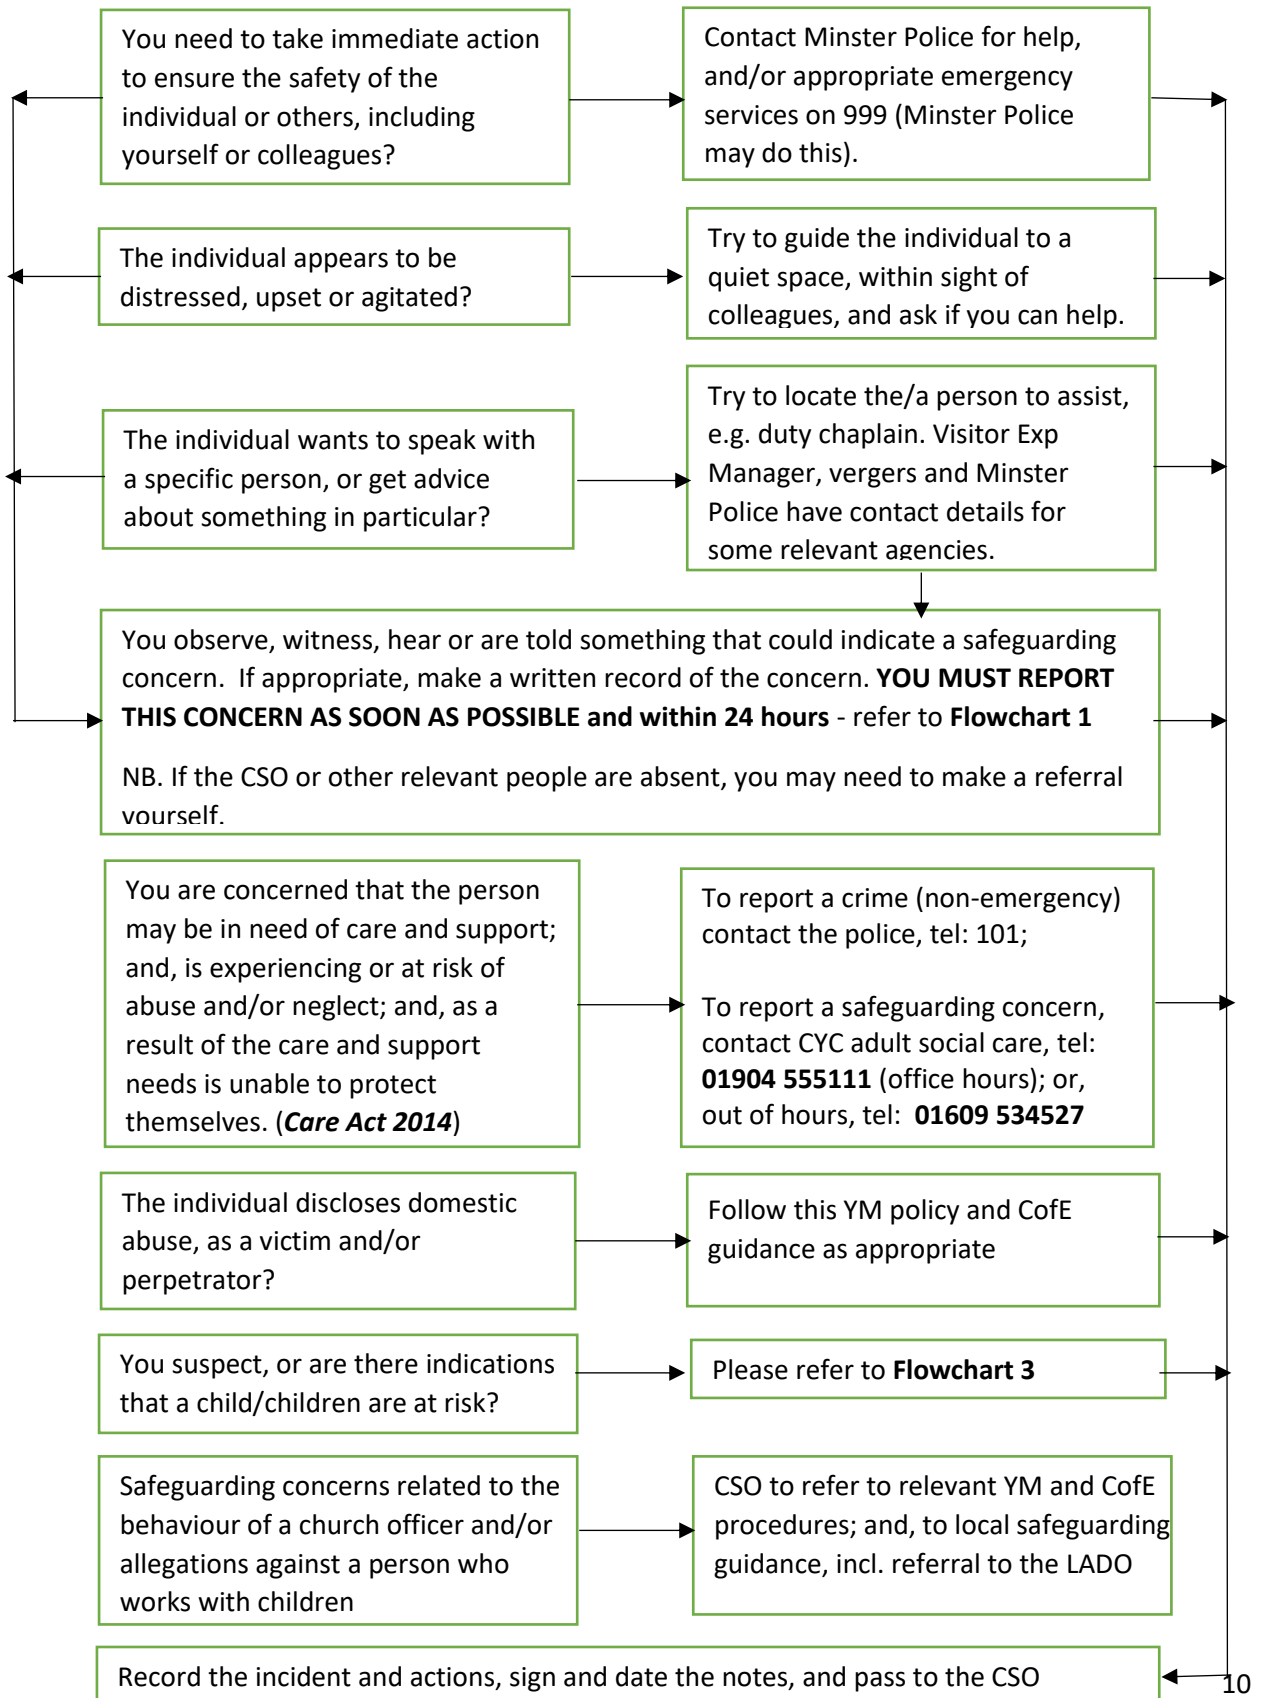 You need to take immediate action
to ensure the safety of the
individual or others, including
yourself or colleagues?
Contact Minster Police for help,
and/or appropriate emergency
services on 999 (Minster Police
may do this).
The individual appears to be
distressed, upset or agitated?
Try to guide the individual to a
quiet space, within sight of
colleagues, and ask if you can help.
The individual wants to speak with
a specific person, or get advice
about something in particular?
Try to locate the/a person to assist,
e.g. duty chaplain. Visitor Exp
Manager, vergers and Minster
Police have contact details for
some relevant agencies.
You observe, witness, hear or are told something that could indicate a safeguarding
concern.  If appropriate, make a written record of the concern. YOU MUST REPORT
THIS CONCERN AS SOON AS POSSIBLE and within 24 hours - refer to Flowchart 1
NB. If the CSO or other relevant people are absent, you may need to make a referral
yourself.
You are concerned that the person
may be in need of care and support;
and, is experiencing or at risk of
abuse and/or neglect; and, as a
result of the care and support
needs is unable to protect
themselves. (Care Act 2014)
To report a crime (non-emergency)
contact the police, tel: 101;
To report a safeguarding concern,
contact CYC adult social care, tel:
01904 555111 (office hours); or,
out of hours, tel:  01609 534527
The individual discloses domestic
abuse, as a victim and/or
perpetrator?
Follow this YM policy and CofE
guidance as appropriate
You suspect, or are there indications
that a child/children are at risk?
Please refer to Flowchart 3
Safeguarding concerns related to the
behaviour of a church officer and/or
allegations against a person who
works with children
CSO to refer to relevant YM and CofE
procedures; and, to local safeguarding
guidance, incl. referral to the LADO
Record the incident and actions, sign and date the notes, and pass to the CSO
10